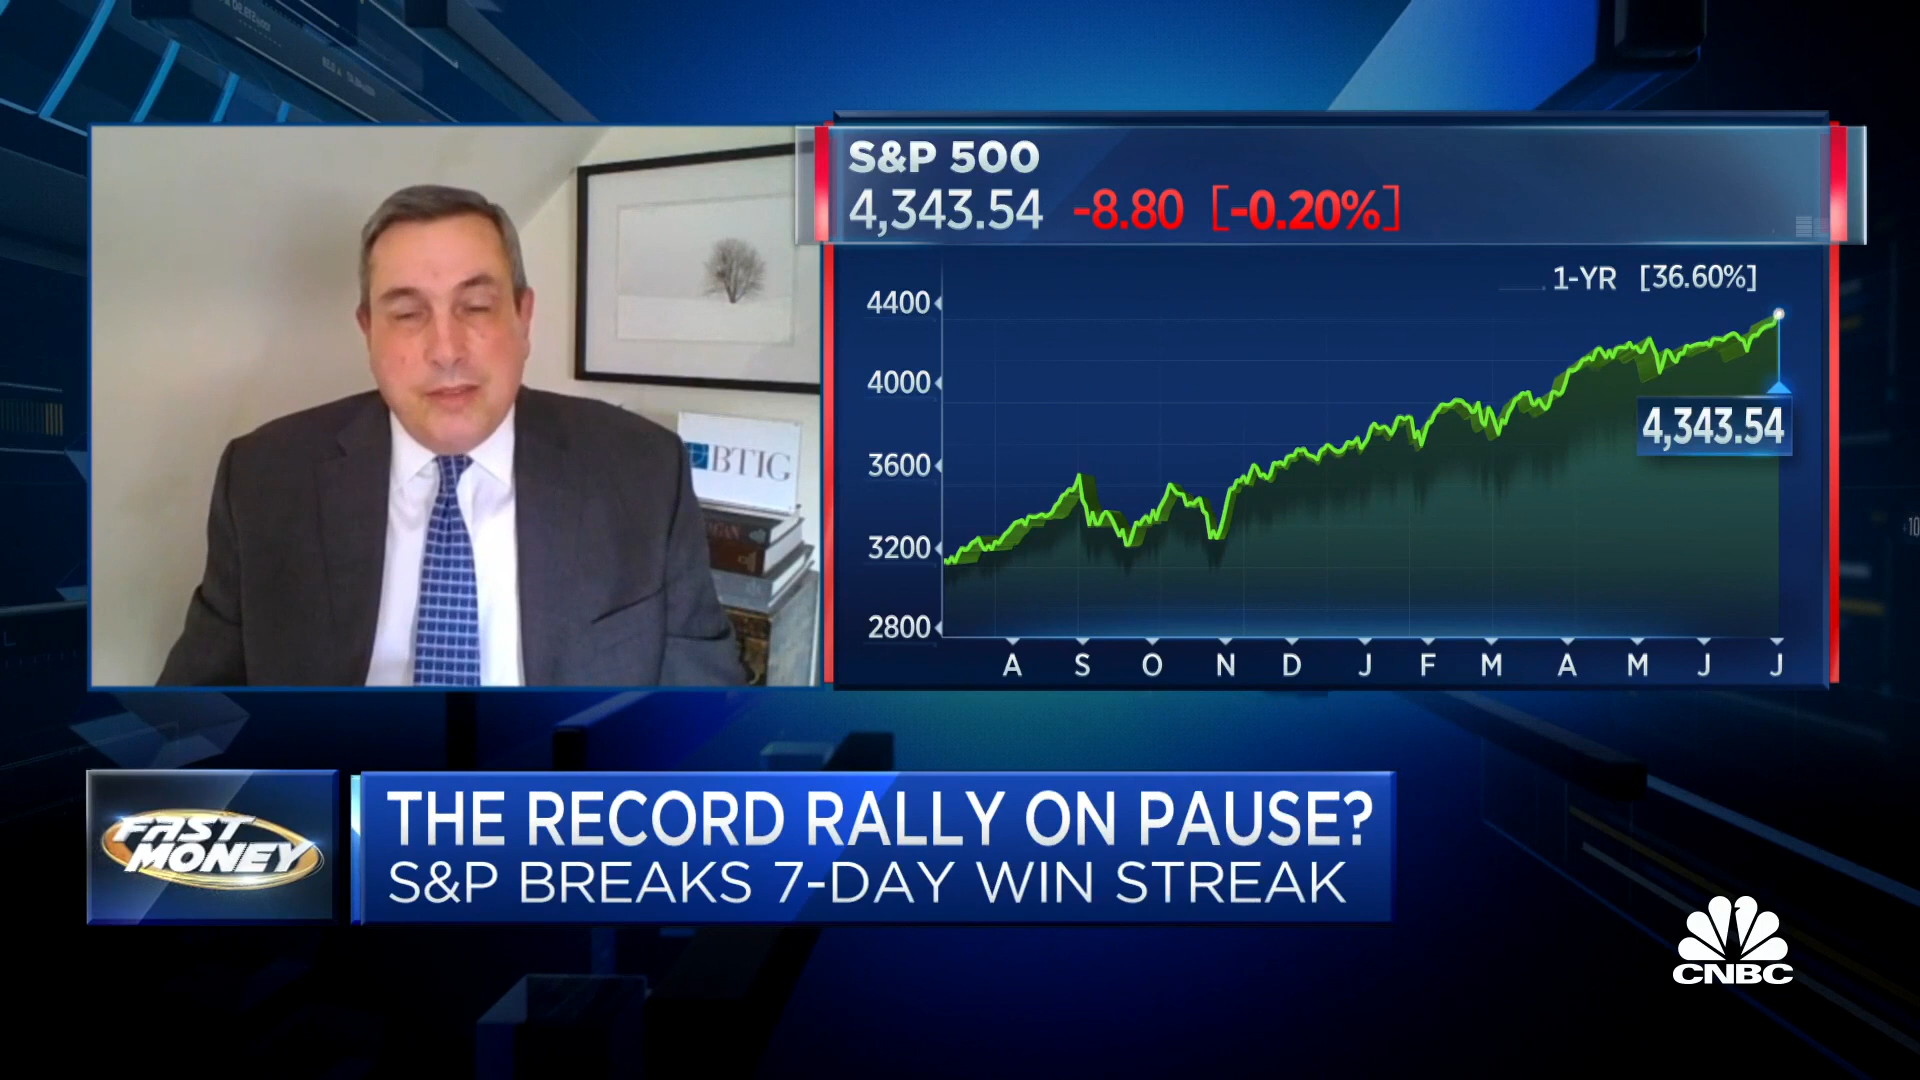 BTIG
S&P 500
4,343.54 -8.80 [-0.20%]
1-YR [36.60%]
4400
4000
3600
3200
2800
4,343.54
A S O N D J F M A M J J
FAST
MONEY
THE RECORD RALLY ON PAUSE?
S&P BREAKS 7-DAY WIN STREAK
CNBC